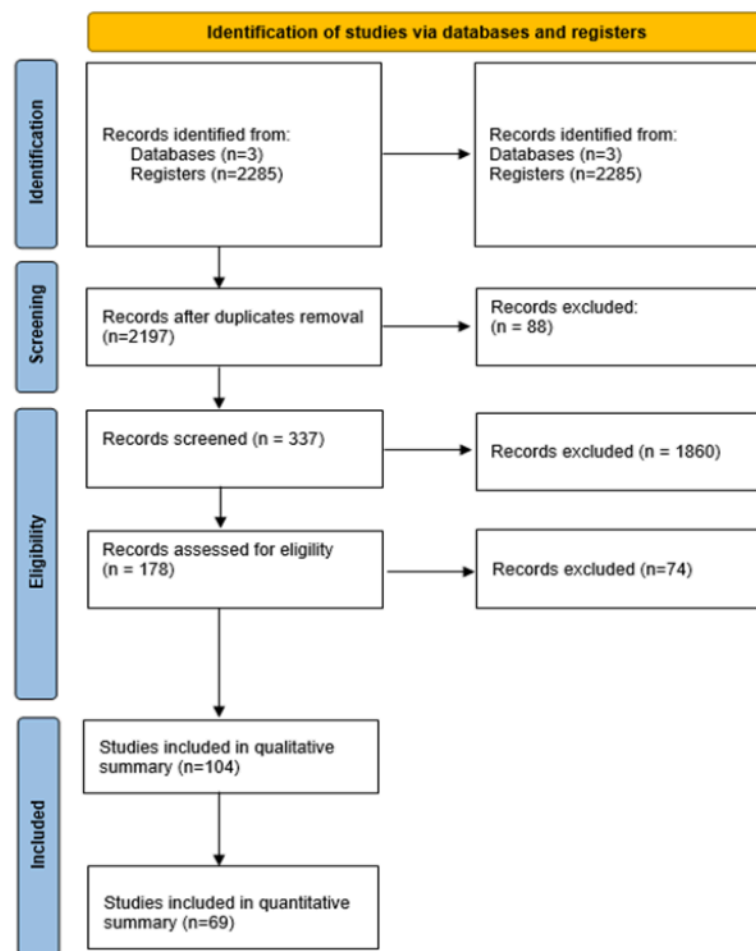 Identification of studies via databases and registers
Identification
Records identified from:
Databases (n=3)
Registers (n=2285)
Records identified from:
Databases (n=3)
Registers (n=2285)
Screening
Records after duplicates removal
(n=2197)
Records excluded:
(n = 88)
Eligibility
Records screened (n = 337)
Records excluded (n = 1860)
Records assessed for eligility
(n = 178)
Records excluded (n=74)
Included
Studies included in qualitative
summary (n=104)
Studies included in quantitative
summary (n=69)